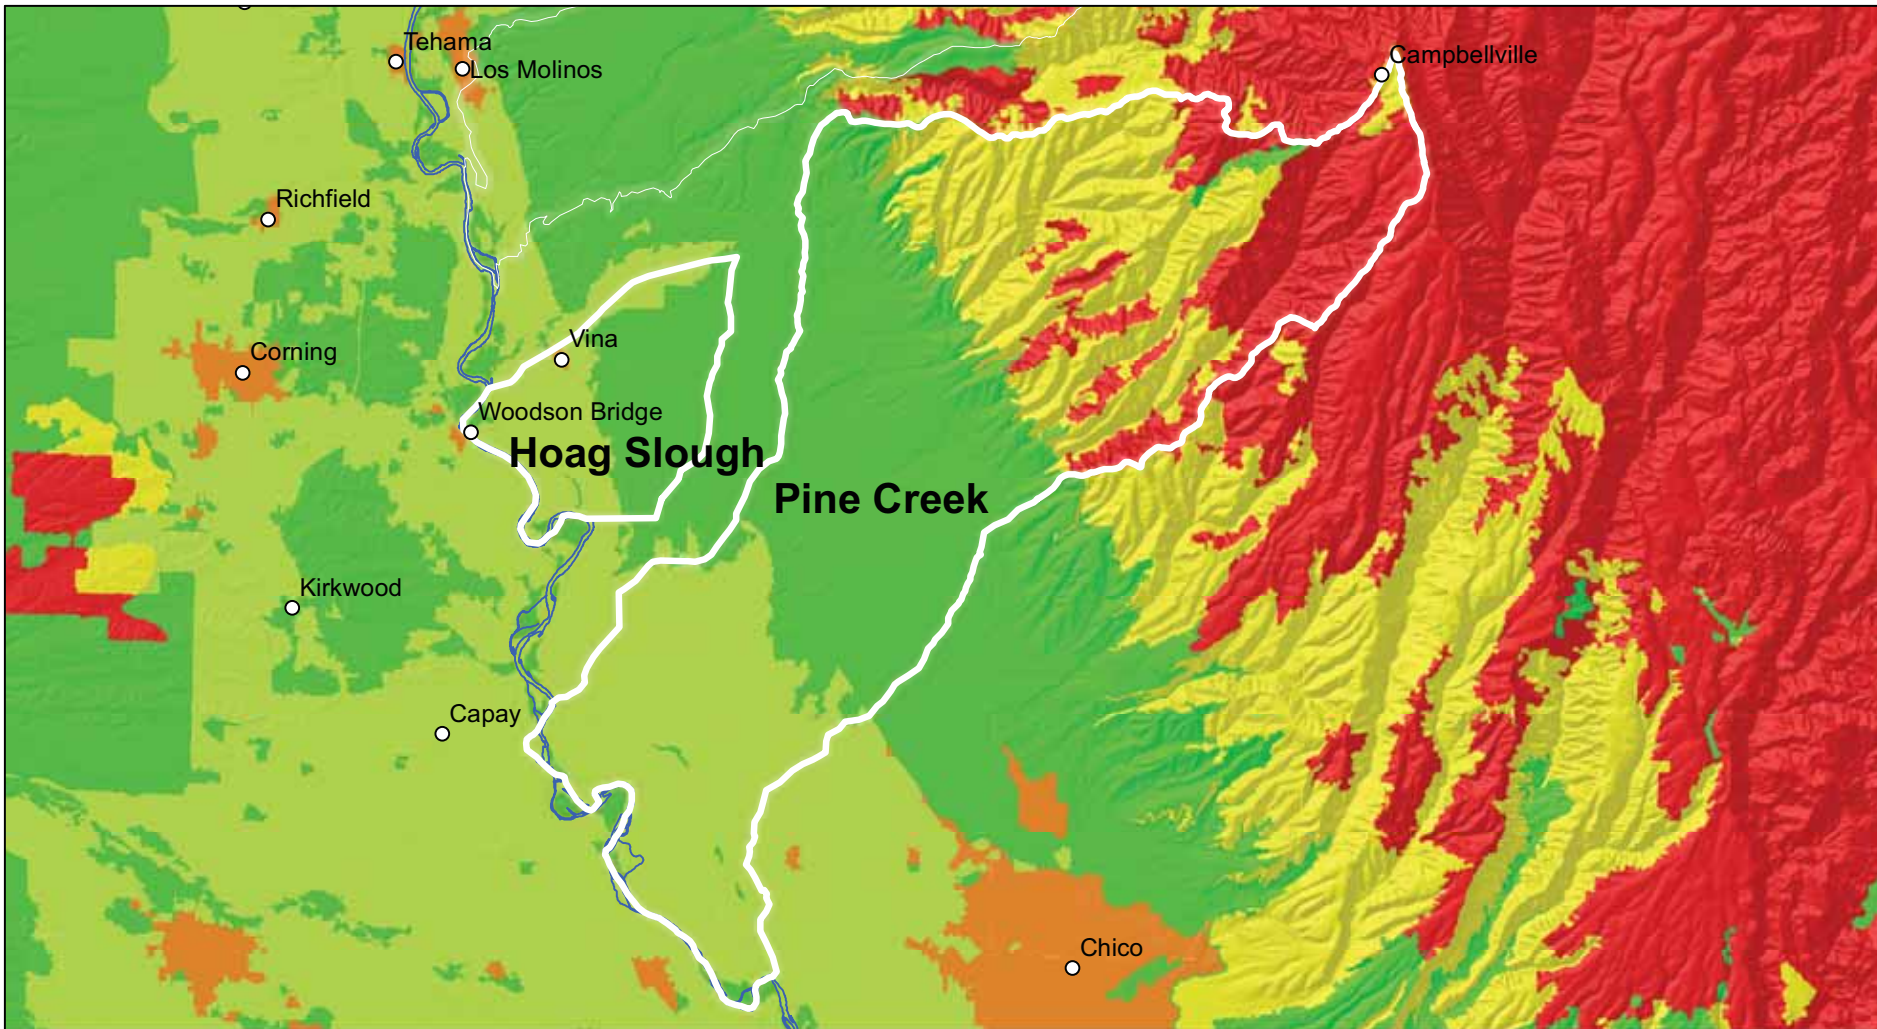 Tehama
Los Molinos
Campbellville
Richfield
Vina
Corning
Woodson Bridge
Hoag Slough
Pine Creek
Kirkwood
Capay
Chico